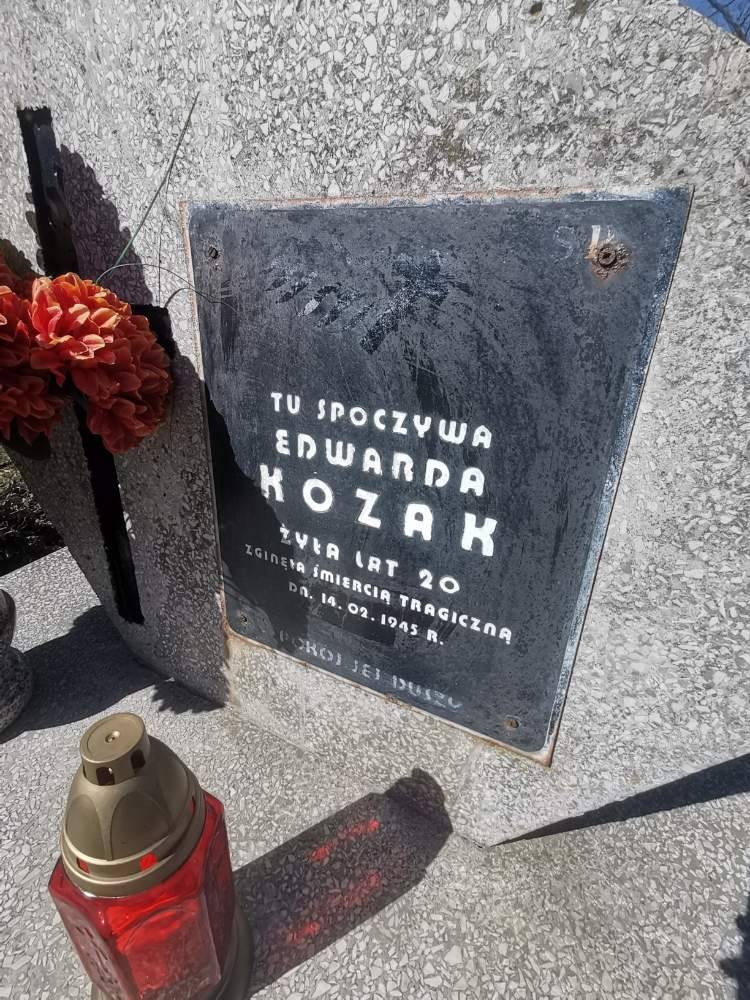 Ś P.
TU SPOCZYWA
EDWARDA
KOZAK
ŻYŁA LAT 20
ZGINĘŁA ŚMIERCIĄ TRAGICZNĄ
DN. 14. 02. 1945 R.
POKÓJ JEJ DUSZY